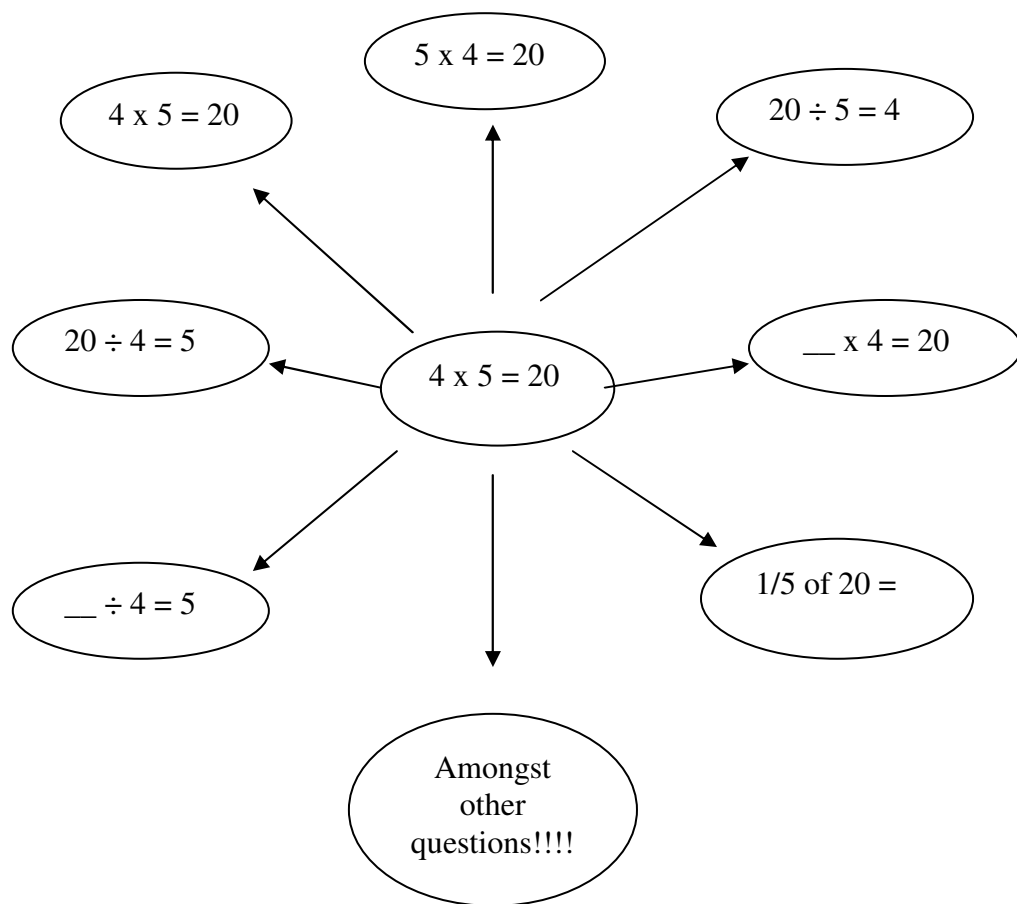 5 x 4 = 20
4 x 5 = 20
20 ÷ 5 = 4
20 ÷ 4 = 5
4 x 5 = 20
__ x 4 = 20
__ ÷ 4 = 5
1/5 of 20 =
Amongst
other
questions!!!!